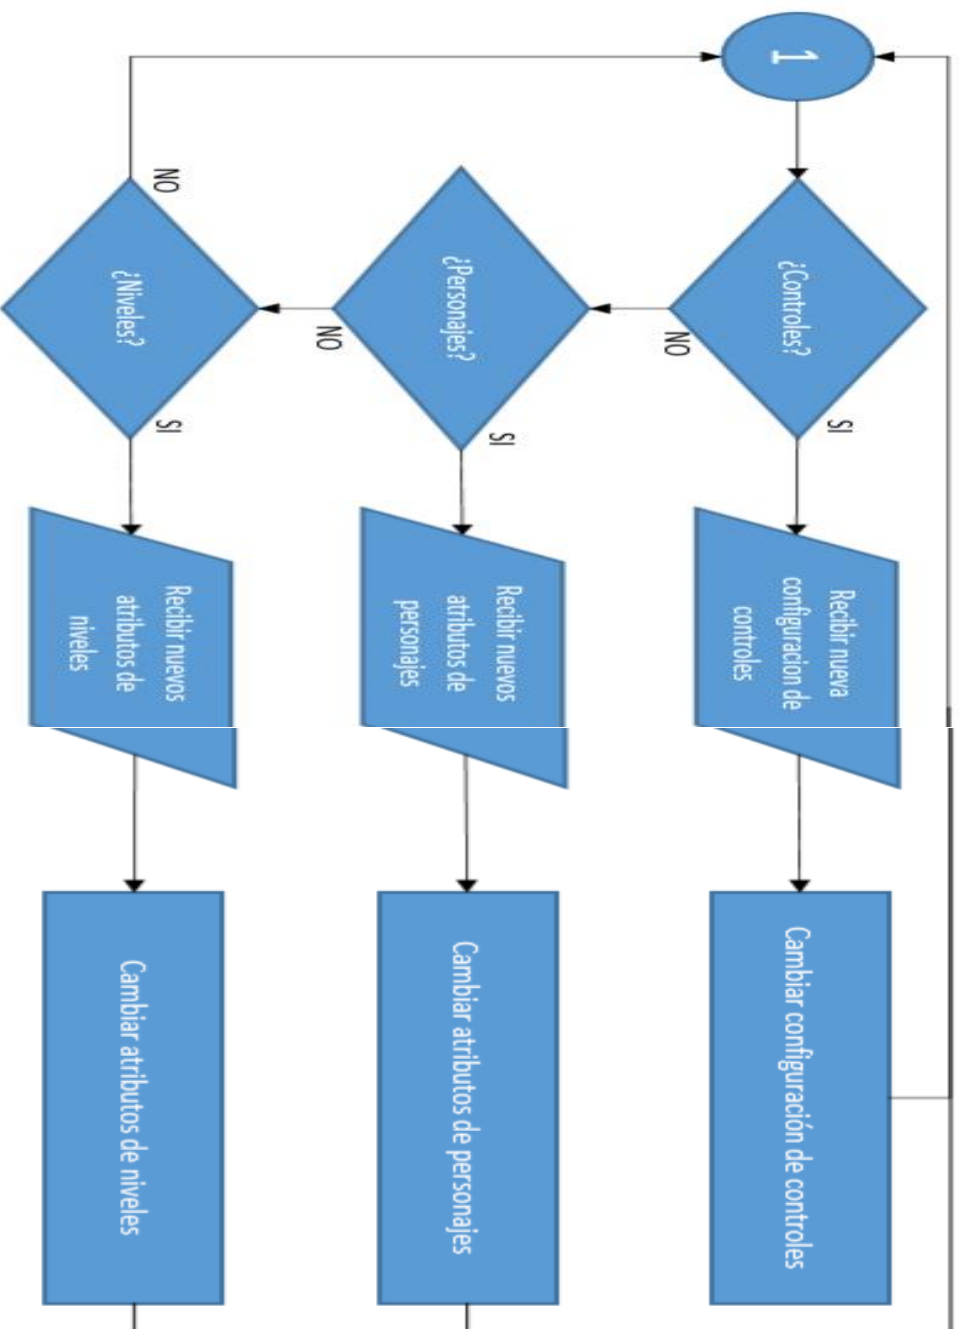 1
¿Controles?
SI
Recibir nueva
configuracion de
controles
Cambiar configuración de controles
NO
¿Personajes?
SI
Recibir nuevos
atributos de
personajes
Cambiar atributos de personajes
NO
¿Niveles?
SI
Recibir nuevos
atributos de
niveles
Cambiar atributos de niveles
NO